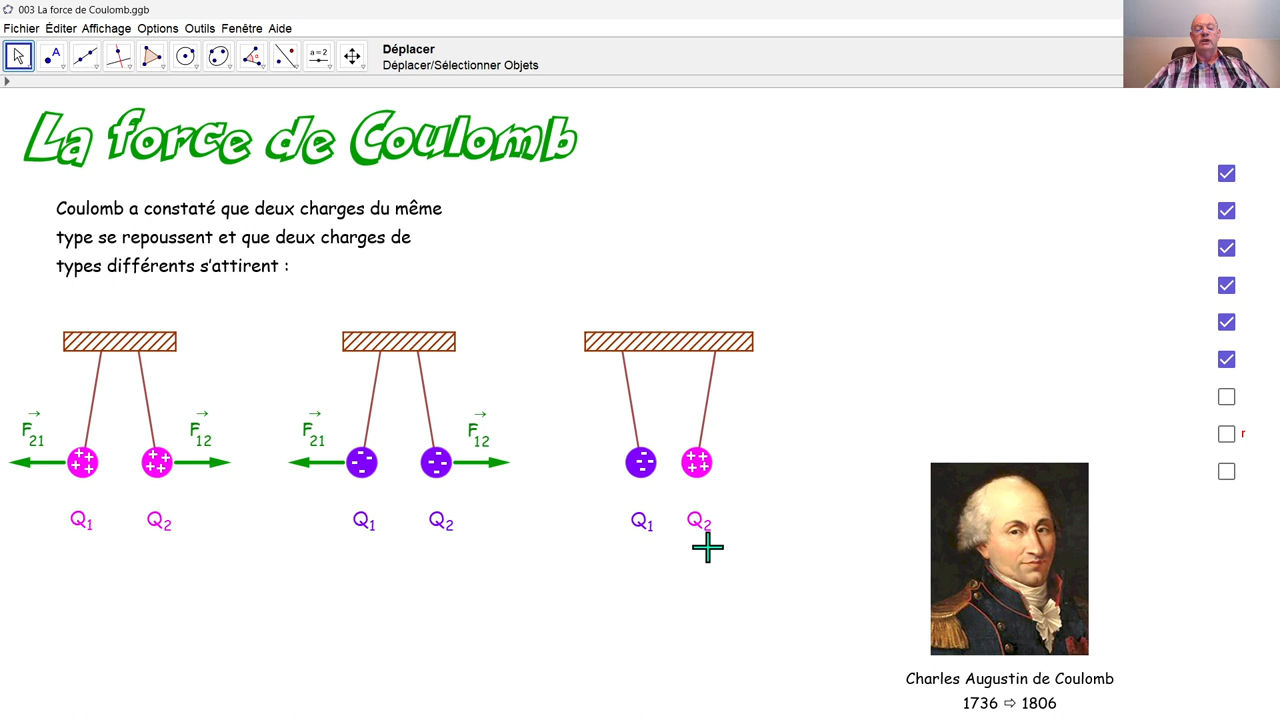 003 La force de Coulomb.ggb
Fichier Éditer Affichage Options Outils Fenêtre Aide
A
a=2
Déplacer
Déplacer/Sélectionner Objets
La force de Coulomb
Coulomb a constaté que deux charges du même
type se repoussent et que deux charges de
types différents s'attirent :
F21 F12 F21 F12
Q1 Q2 Q1 Q2 Q1 Q2
r
Charles Augustin de Coulomb
1736 ⇨ 1806